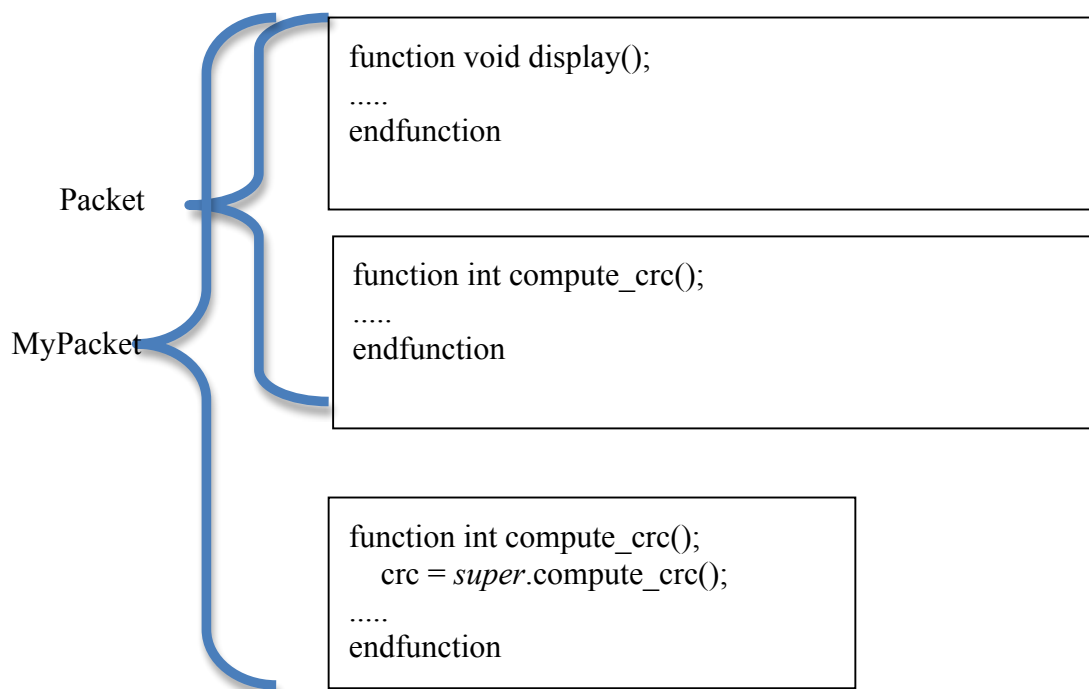 function void display();
.....
endfunction
Packet
function int compute_crc();
.....
endfunction
MyPacket
function int compute_crc();
crc = super.compute_crc();
.....
endfunction